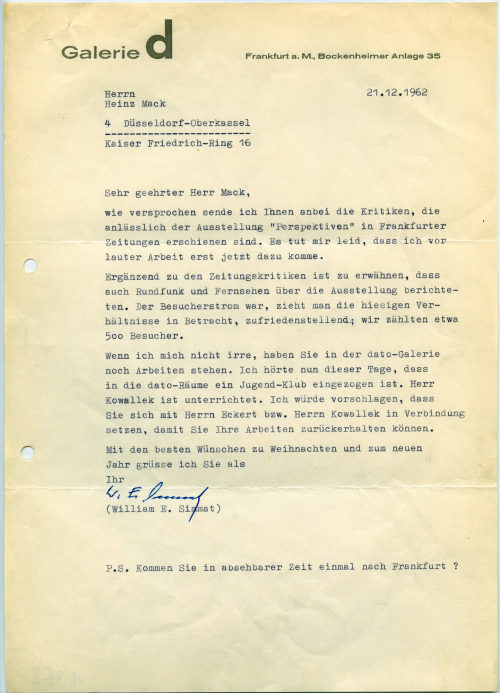 Galerie d
Frankfurt a. M., Bockenheimer Anlage 35
Herrn
Heinz Mack
21.12.1962
4 Düsseldorf-Oberkassel
Kaiser Friedrich-Ring 16
Sehr geehrter Herr Mack,
wie versprochen sende ich Ihnen anbei die Kritiken, die
anlässlich der Ausstellung "Perspektiven" in Frankfurter
Zeitungen erschienen sind. Es tut mir leid, dass ich vor
lauter Arbeit erst jetzt dazu komme.
Ergänzend zu den Zeitungskritiken ist zu erwähnen, dass
auch Rundfunk und Fernsehen über die Ausstellung berichte-
ten. Der Besucherstrom war, zieht man die hiesigen Ver-
hältnisse in Betracht, zufriedenstellend; wir zählten etwa
500 Besucher.
Wenn ich mich nicht irre, haben Sie in der dato-Galerie
noch Arbeiten stehen. Ich hörte nun dieser Tage, dass
in die dato-Räume ein Jugend-Klub eingezogen ist. Herr
Kowallek ist unterrichtet. Ich würde vorschlagen, dass
Sie sich mit Herrn Eckert bzw. Herrn Kowallek in Verbindung
setzen, damit Sie Ihre Arbeiten zurückerhalten können.
Mit den besten Wünschen zu Weihnachten und zum neuen
Jahr grüsse ich Sie als
Ihr
(William E. Simmat)
P.S. Kommen Sie in absehbarer Zeit einmal nach Frankfurt ?